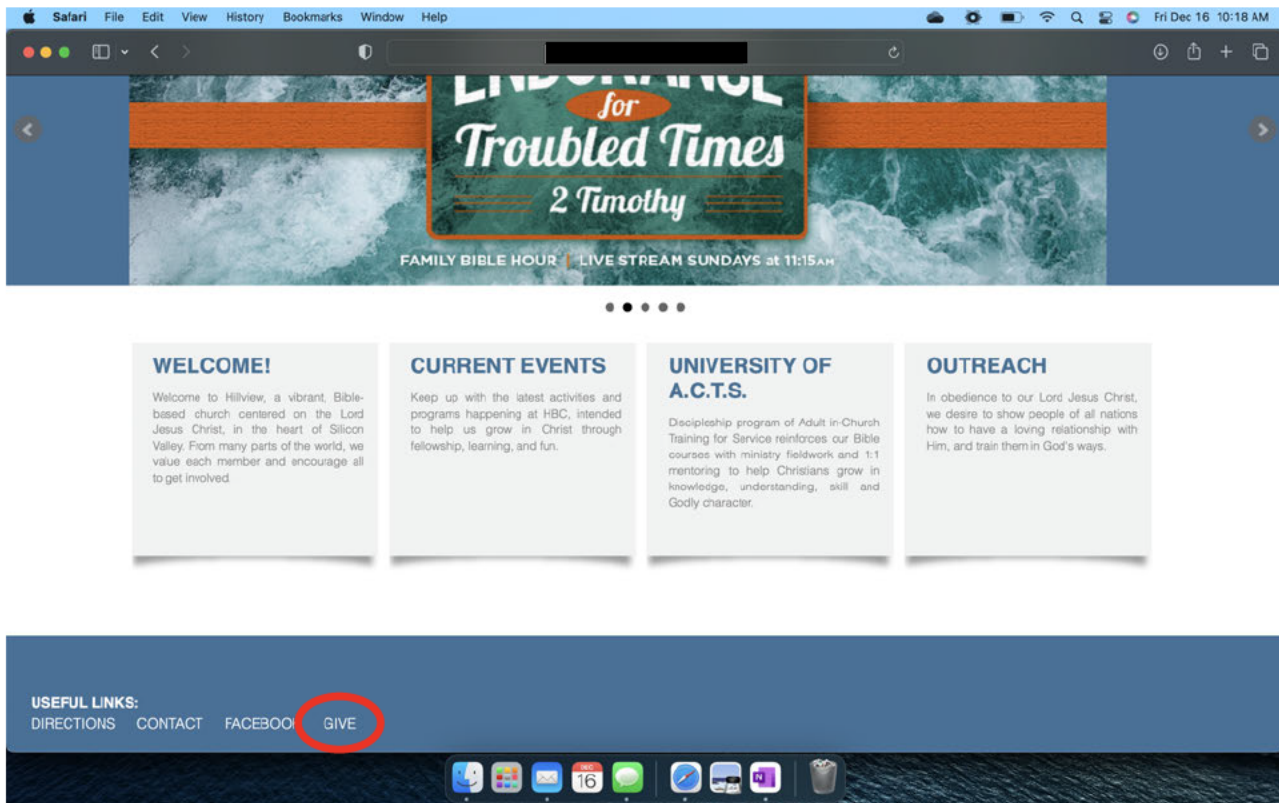 Safari File Edit View History Bookmarks Window Help Fri Dec 16 10:18 AM
ENDURANCE
for
Troubled Times
2 Timothy
FAMILY BIBLE HOUR | LIVE STREAM SUNDAYS at 11:15AM
WELCOME!
Welcome to Hillview, a vibrant, Bible-
based church centered on the Lord
Jesus Christ, in the heart of Silicon
Valley. From many parts of the world, we
value each member and encourage all
to get involved.
CURRENT EVENTS
Keep up with the latest activities and
programs happening at HBC, intended
to help us grow in Christ through
fellowship, learning, and fun.
UNIVERSITY OF
A.C.T.S.
Discipleship program of Adult in-Church
Training for Service reinforces our Bible
courses with ministry fieldwork and 1:1
mentoring to help Christians grow in
knowledge, understanding, skill and
Godly character.
OUTREACH
In obedience to our Lord Jesus Christ,
we desire to show people of all nations
how to have a loving relationship with
Him, and train them in God's ways.
USEFUL LINKS:
DIRECTIONS CONTACT FACEBOOK GIVE
DEC
16
N